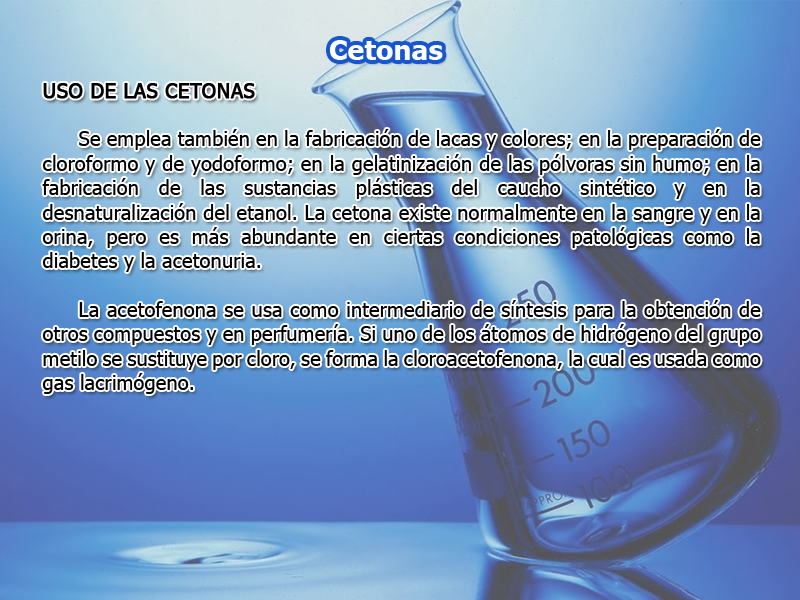 Cetonas
USO DE LAS CETONAS
Se emplea también en la fabricación de lacas y colores; en la preparación de
cloroformo y de yodoformo; en la gelatinización de las pólvoras sin humo; en la
fabricación de las sustancias plásticas del caucho sintético y en la
desnaturalización del etanol. La cetona existe normalmente en la sangre y en la
orina, pero es más abundante en ciertas condiciones patológicas como la
diabetes y la acetonuria.
La acetofenona se usa como intermediario de síntesis para la obtención de
otros compuestos y en perfumería. Si uno de los átomos de hidrógeno del grupo
metilo se sustituye por cloro, se forma la cloroacetofenona, la cual es usada como
gas lacrimógeno.
250
200
150
100